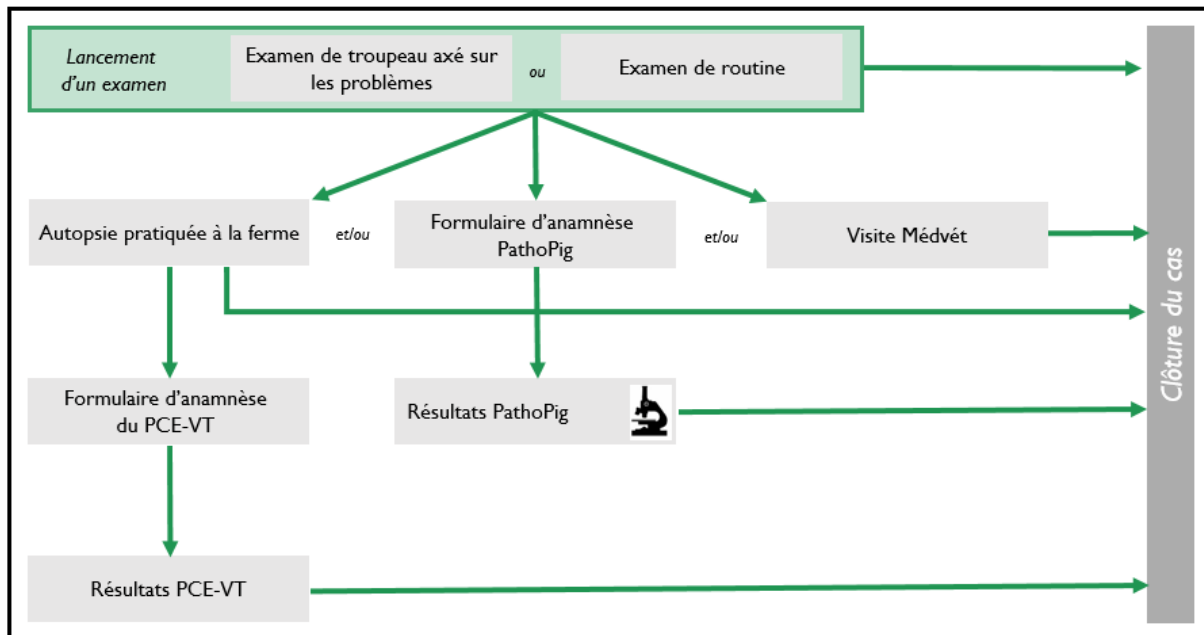 Lancement
d'un examen
Examen de troupeau axé sur
les problèmes
ou
Examen de routine
Autopsie pratiquée à la ferme
et/ou
Formulaire d'anamnèse
PathoPig
et/ou
Visite Médvét
Formulaire d'anamnèse
du PCE-VT
Résultats PathoPig
Résultats PCE-VT
Clôture du cas